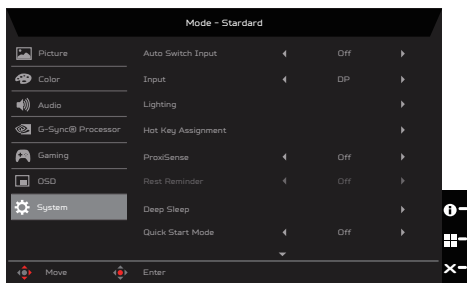 Mode - Stardard
Picture
Auto Switch Input Off
Color
Input DP
Audio
Lighting
G-Sync® Processor
Hot Key Assignment
Gaming
ProxiSense Off
OSD
Rest Reminder Off
System
Deep Sleep
Quick Start Mode Off
Move Enter